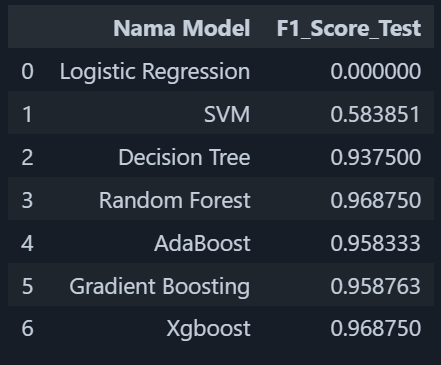 Nama Model F1_Score_Test
0 Logistic Regression 0.000000
1 SVM 0.583851
2 Decision Tree 0.937500
3 Random Forest 0.968750
4 AdaBoost 0.958333
5 Gradient Boosting 0.958763
6 Xgboost 0.968750